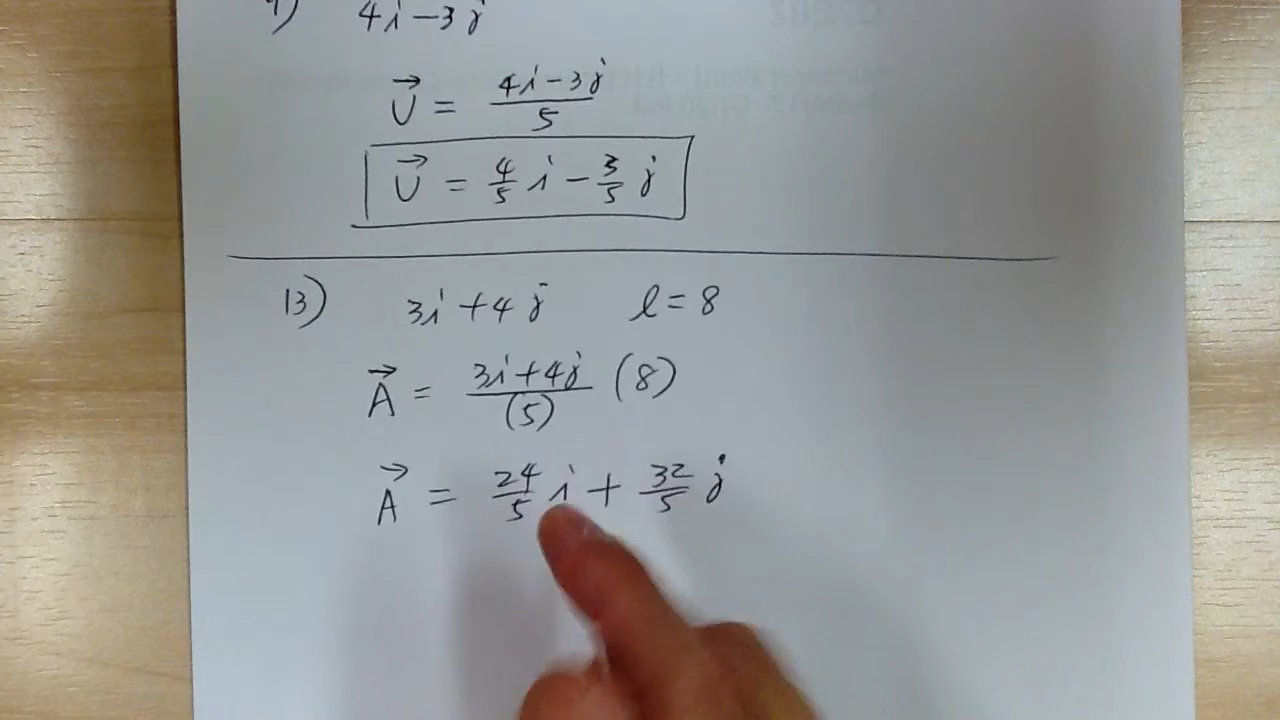 4i-3j
U = 4i-3j/5
U = 4/5 i - 3/5 j
13) 3i+4j l=8
A = 3i+4j/(5) (8)
A = 24/5 i + 32/5 j